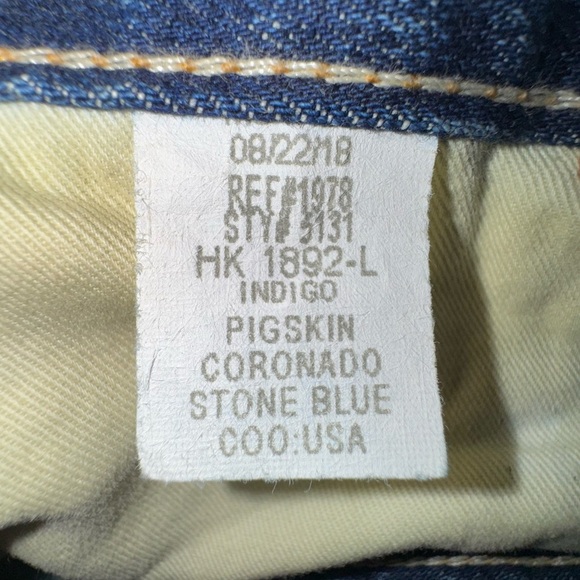 08/22/18
REF#1978
STY# 3131
HK 1892-L
INDIGO
PIGSKIN
CORONADO
STONE BLUE
COO:USA